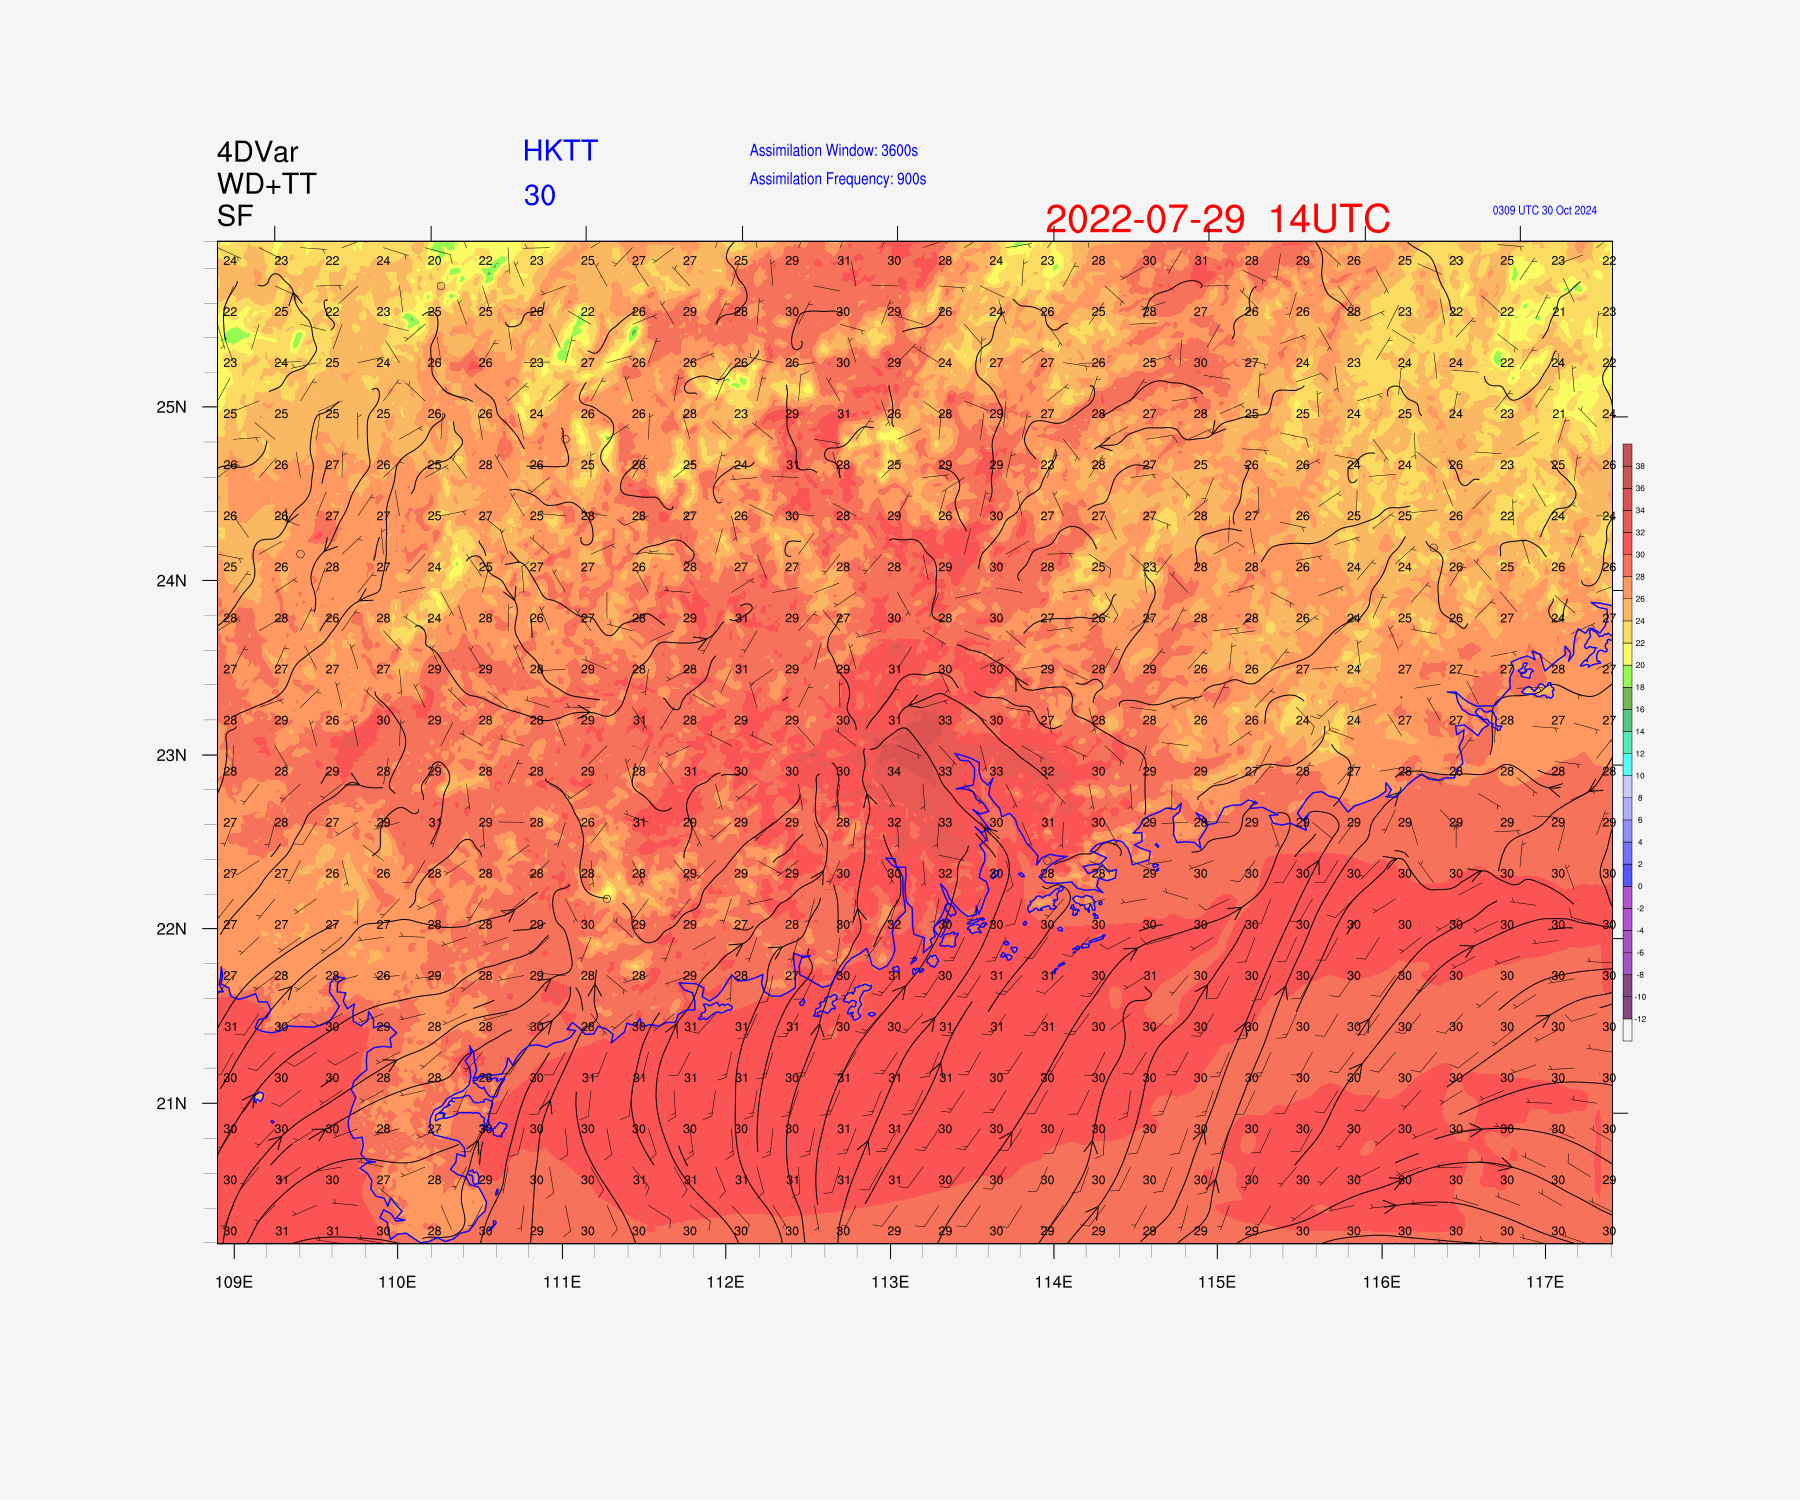 4DVar
HKTT
Assimilation Window: 3600s
WD+TT
30
Assimilation Frequency: 900s
SF
2022-07-29 14UTC
0309 UTC 30 Oct 2024
24 23 22 24 20 22 23 25 27 27 25 29 31 30 28 24 23 28 30 31 28 29 26 25 23 25 23 22
22 25 22 23 25 25 26 22 26 29 28 30 30 29 26 24 26 25 28 27 26 26 28 23 22 22 21 23
23 24 25 24 26 26 23 27 26 26 26 26 30 29 24 27 27 26 25 30 27 24 23 24 24 22 24 22
25N
25 25 25 25 26 26 24 26 26 28 23 29 31 26 28 29 27 28 27 28 25 25 24 25 24 23 21 24
26 26 27 26 25 28 26 25 28 25 24 31 28 25 29 29 23 28 27 25 26 26 24 24 26 23 25 26
26 26 27 27 25 27 25 28 28 27 26 30 28 29 26 30 27 27 27 28 27 26 25 25 26 22 24 24
25 26 28 27 24 25 27 27 26 28 27 27 28 28 29 30 28 25 23 28 28 26 24 24 26 25 26 26
24N
28 28 26 28 24 28 26 27 28 29 31 29 27 30 28 30 27 26 27 28 28 26 24 25 24 27 24 28
27 27 27 27 29 29 28 29 28 28 31 29 29 31 30 30 29 28 29 26 26 27 24 27 27 27 28 27
28 29 26 30 29 28 28 29 31 28 29 29 30 31 33 30 27 28 28 26 26 24 24 27 27 28 27 27
23N
28 28 29 28 29 28 28 29 28 31 30 30 30 34 33 33 32 30 29 29 27 28 27 28 28 29 29 28
27 28 27 29 31 29 28 26 31 29 29 29 28 32 33 30 31 30 29 29 29 29 29 29 29 29 29 29
27 27 26 26 28 28 28 28 28 29 29 29 30 30 32 30 28 28 29 30 30 30 30 30 30 30 30 30
27 27 27 27 28 28 28 30 29 29 27 28 30 32 30 30 30 30 30 30 30 30 30 30 30 30 30 30
22N
27 28 28 26 29 28 29 28 28 29 28 27 30 31 30 31 31 30 31 30 30 30 30 30 30 30 30 30
31 30 30 29 28 28 30 28 30 31 31 31 30 30 31 31 31 30 30 30 30 30 30 30 30 30 30 30
30 30 30 28 28 28 30 31 31 31 31 30 31 31 31 30 30 30 30 30 30 30 30 30 30 30 30 30
21N
30 30 30 28 27 30 30 30 30 30 30 30 31 31 30 30 30 30 30 30 30 30 30 30 30 30 30 30
30 31 30 27 28 29 30 30 31 31 31 31 31 31 30 30 30 30 30 30 30 30 30 30 30 30 30 29
30 31 31 30 28 30 29 30 30 30 30 30 30 29 29 30 29 29 29 29 29 30 30 30 30 30 30 30
109E 110E 111E 112E 113E 114E 115E 116E 117E
38
36
34
32
30
28
26
24
22
20
18
16
14
12
10
8
6
4
2
0
-2
-4
-6
-8
-10
-12